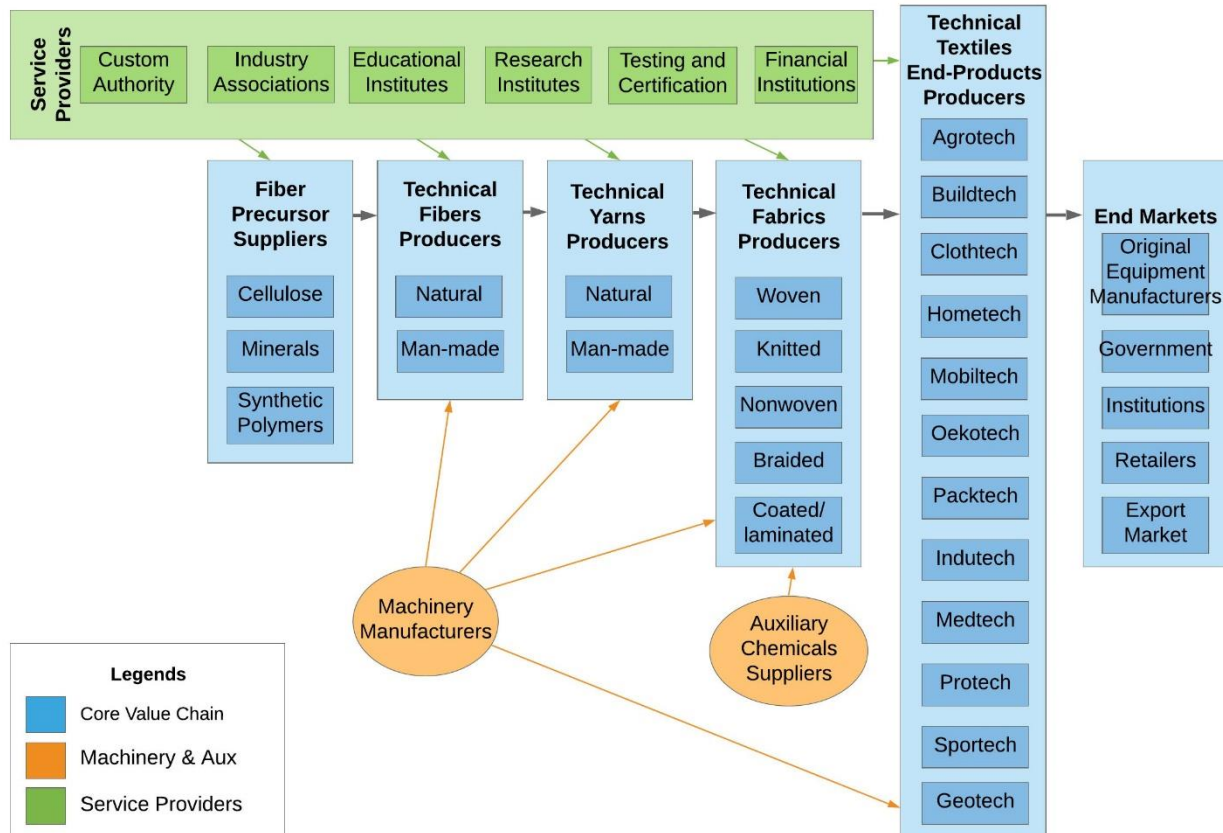 Service
Providers
Custom
Authority
Industry
Associations
Educational
Institutes
Research
Institutes
Testing and
Certification
Financial
Institutions
Technical
Textiles
End-Products
Producers
Agrotech
Buildtech
Clothtech
Hometech
Mobiltech
Oekotech
Packtech
Indutech
Medtech
Protech
Sportech
Geotech
Fiber
Precursor
Suppliers
Cellulose
Minerals
Synthetic
Polymers
Technical
Fibers
Producers
Natural
Man-made
Technical
Yarns
Producers
Natural
Man-made
Technical
Fabrics
Producers
Woven
Knitted
Nonwoven
Braided
Coated/
laminated
End Markets
Original
Equipment
Manufacturers
Government
Institutions
Retailers
Export
Market
Machinery
Manufacturers
Auxiliary
Chemicals
Suppliers
Legends
Core Value Chain
Machinery & Aux
Service Providers